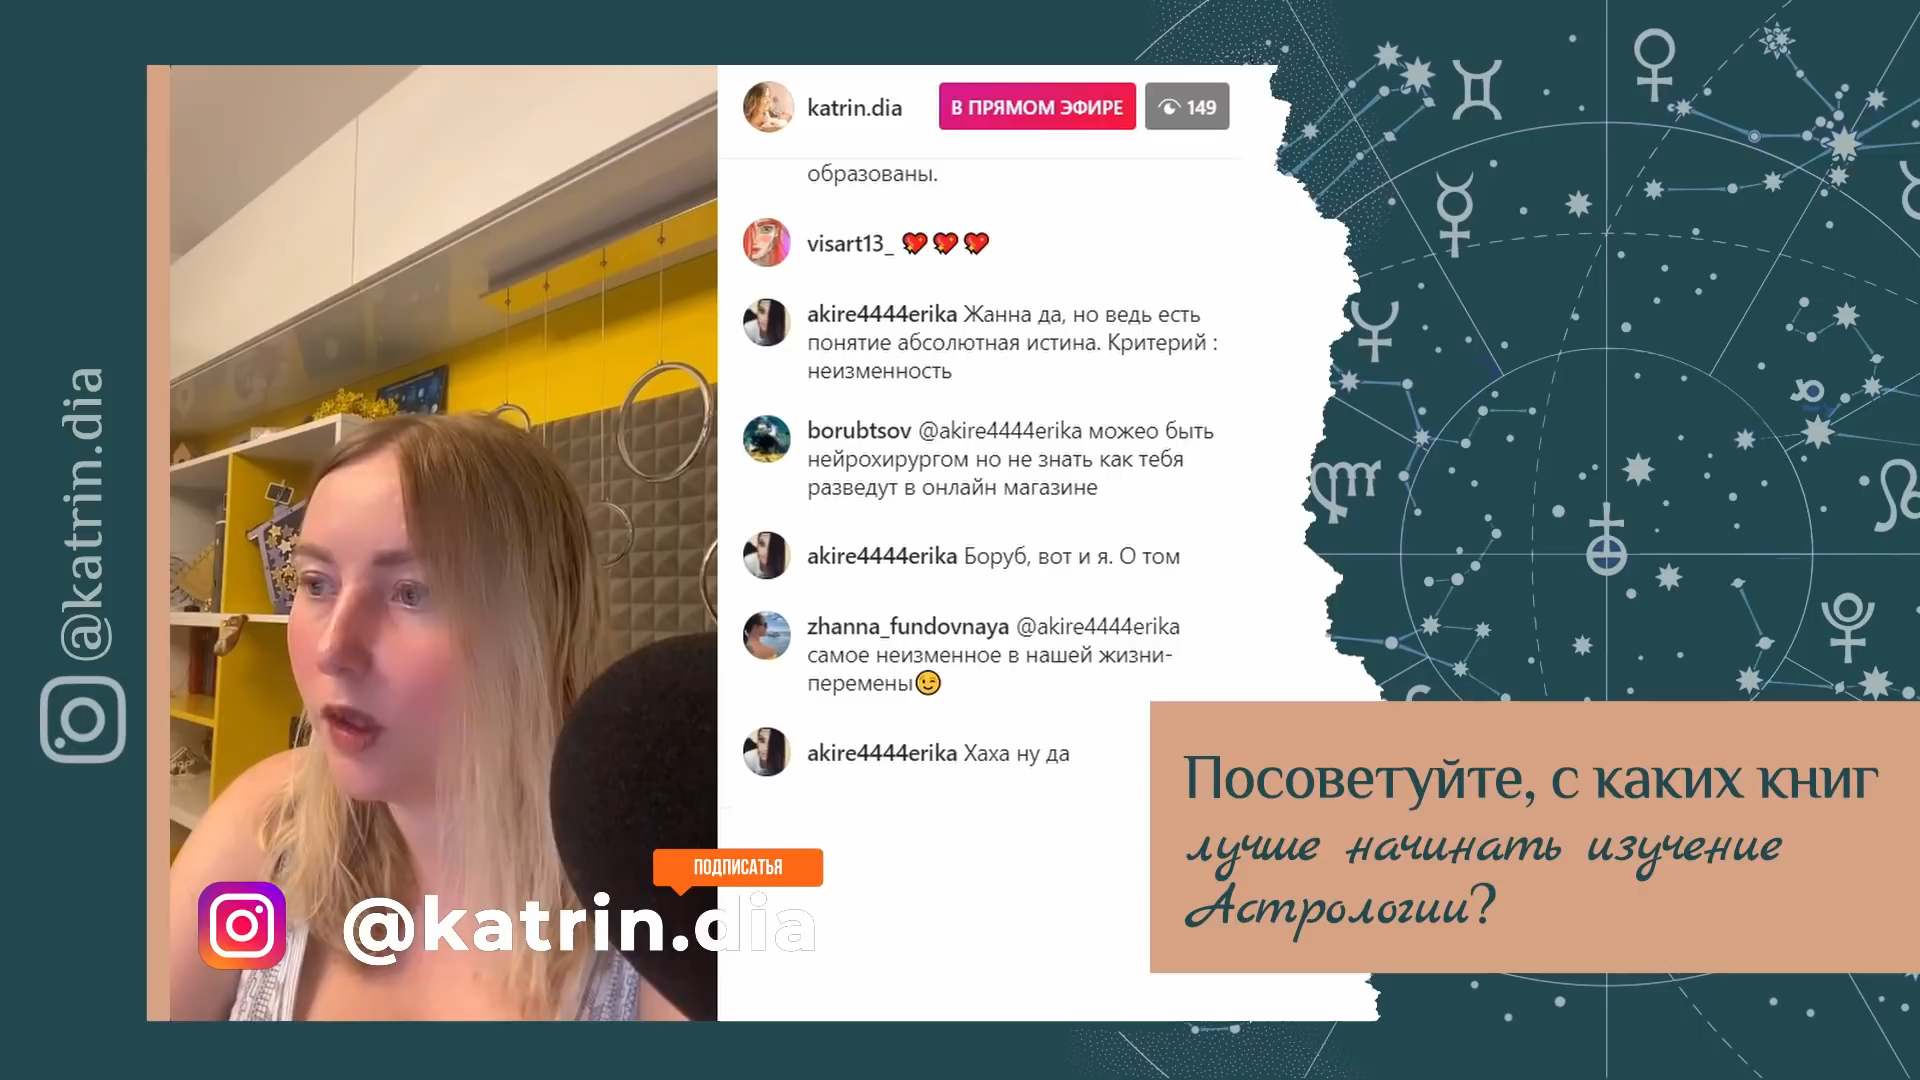 @katrin.dia
katrin.dia
В ПРЯМОМ ЭФИРЕ
149
образованы.
visart13_
akire4444erika Жанна да, но ведь есть
понятие абсолютная истина. Критерий :
неизменность
borubtsov @akire4444erika можео быть
нейрохирургом но не знать как тебя
разведут в онлайн магазине
akire4444erika Боруб, вот и я. О том
zhanna_fundovnaya @akire4444erika
самое неизменное в нашей жизни-
перемены😉
akire4444erika Хаха ну да
ПОДПИСАТЬЯ
@katrin.dia
Посоветуйте, с каких книг
лучше начинать изучение
Астрологии?